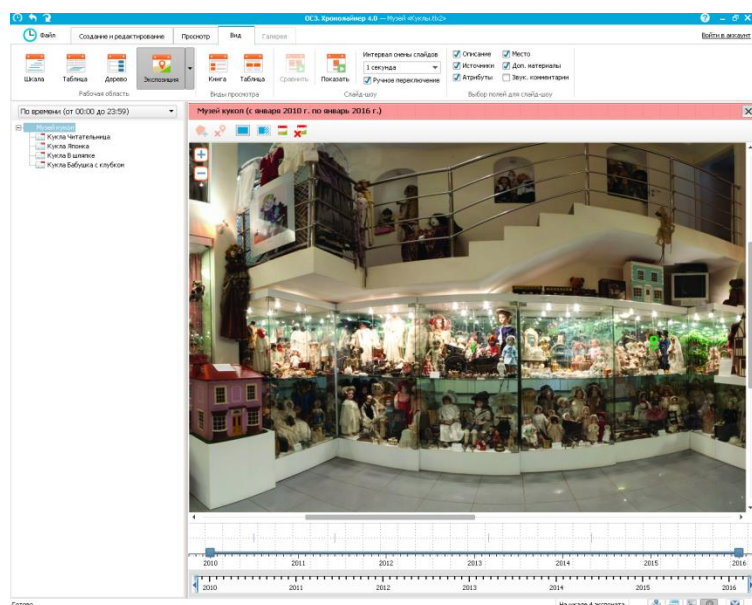 ОС3. Хронолайнер 4.0 — Музей «Куклы.lts2»
Файл Создание и редактирование Просмотр Вид Галерея Войти в аккаунт
Интервал смены слайдов
1 секунда
Ручное переключение
Описание Место
Источники Доп. материалы
Атрибуты Звук. комментарии
Шкала Таблица Дерево Экспозиция Книга Таблица Сравнить Показать
Рабочая область Виды просмотра Слайд-шоу Выбор полей для слайд-шоу
По времени (от 00:00 до 23:59)
Музей кукол (с января 2010 г. по январь 2016 г.)
Музей кукол
Кукла Читательница
Кукла Японка
Кукла В шляпке
Кукла Бабушка с клубком
2010 2011 2012 2013 2014 2015 2016
2010 2011 2012 2013 2014 2015 2016
Готово На шкале 4 экспоната